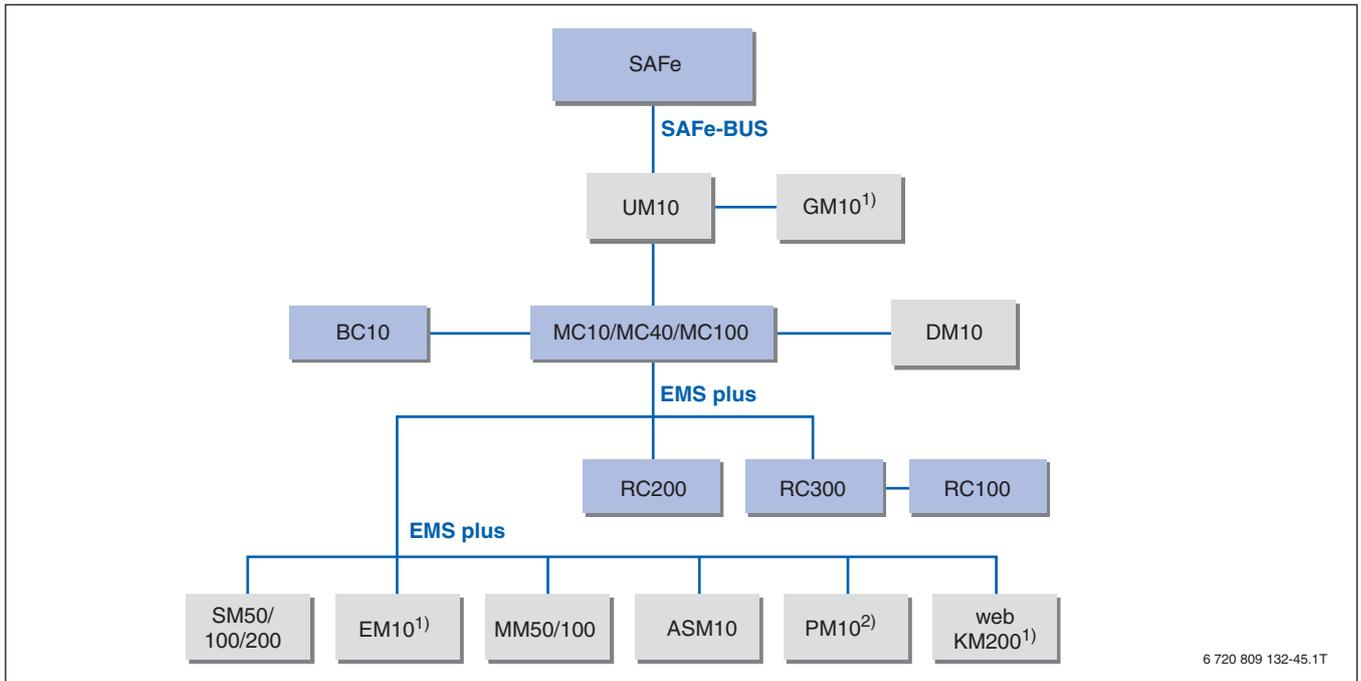 SAFe
SAFe-BUS
UM10
GM10¹⁾
BC10
MC10/MC40/MC100
DM10
EMS plus
RC200
RC300
RC100
EMS plus
SM50/
100/200
EM10¹⁾
MM50/100
ASM10
PM10²⁾
web
KM200¹⁾
6 720 809 132-45.1T